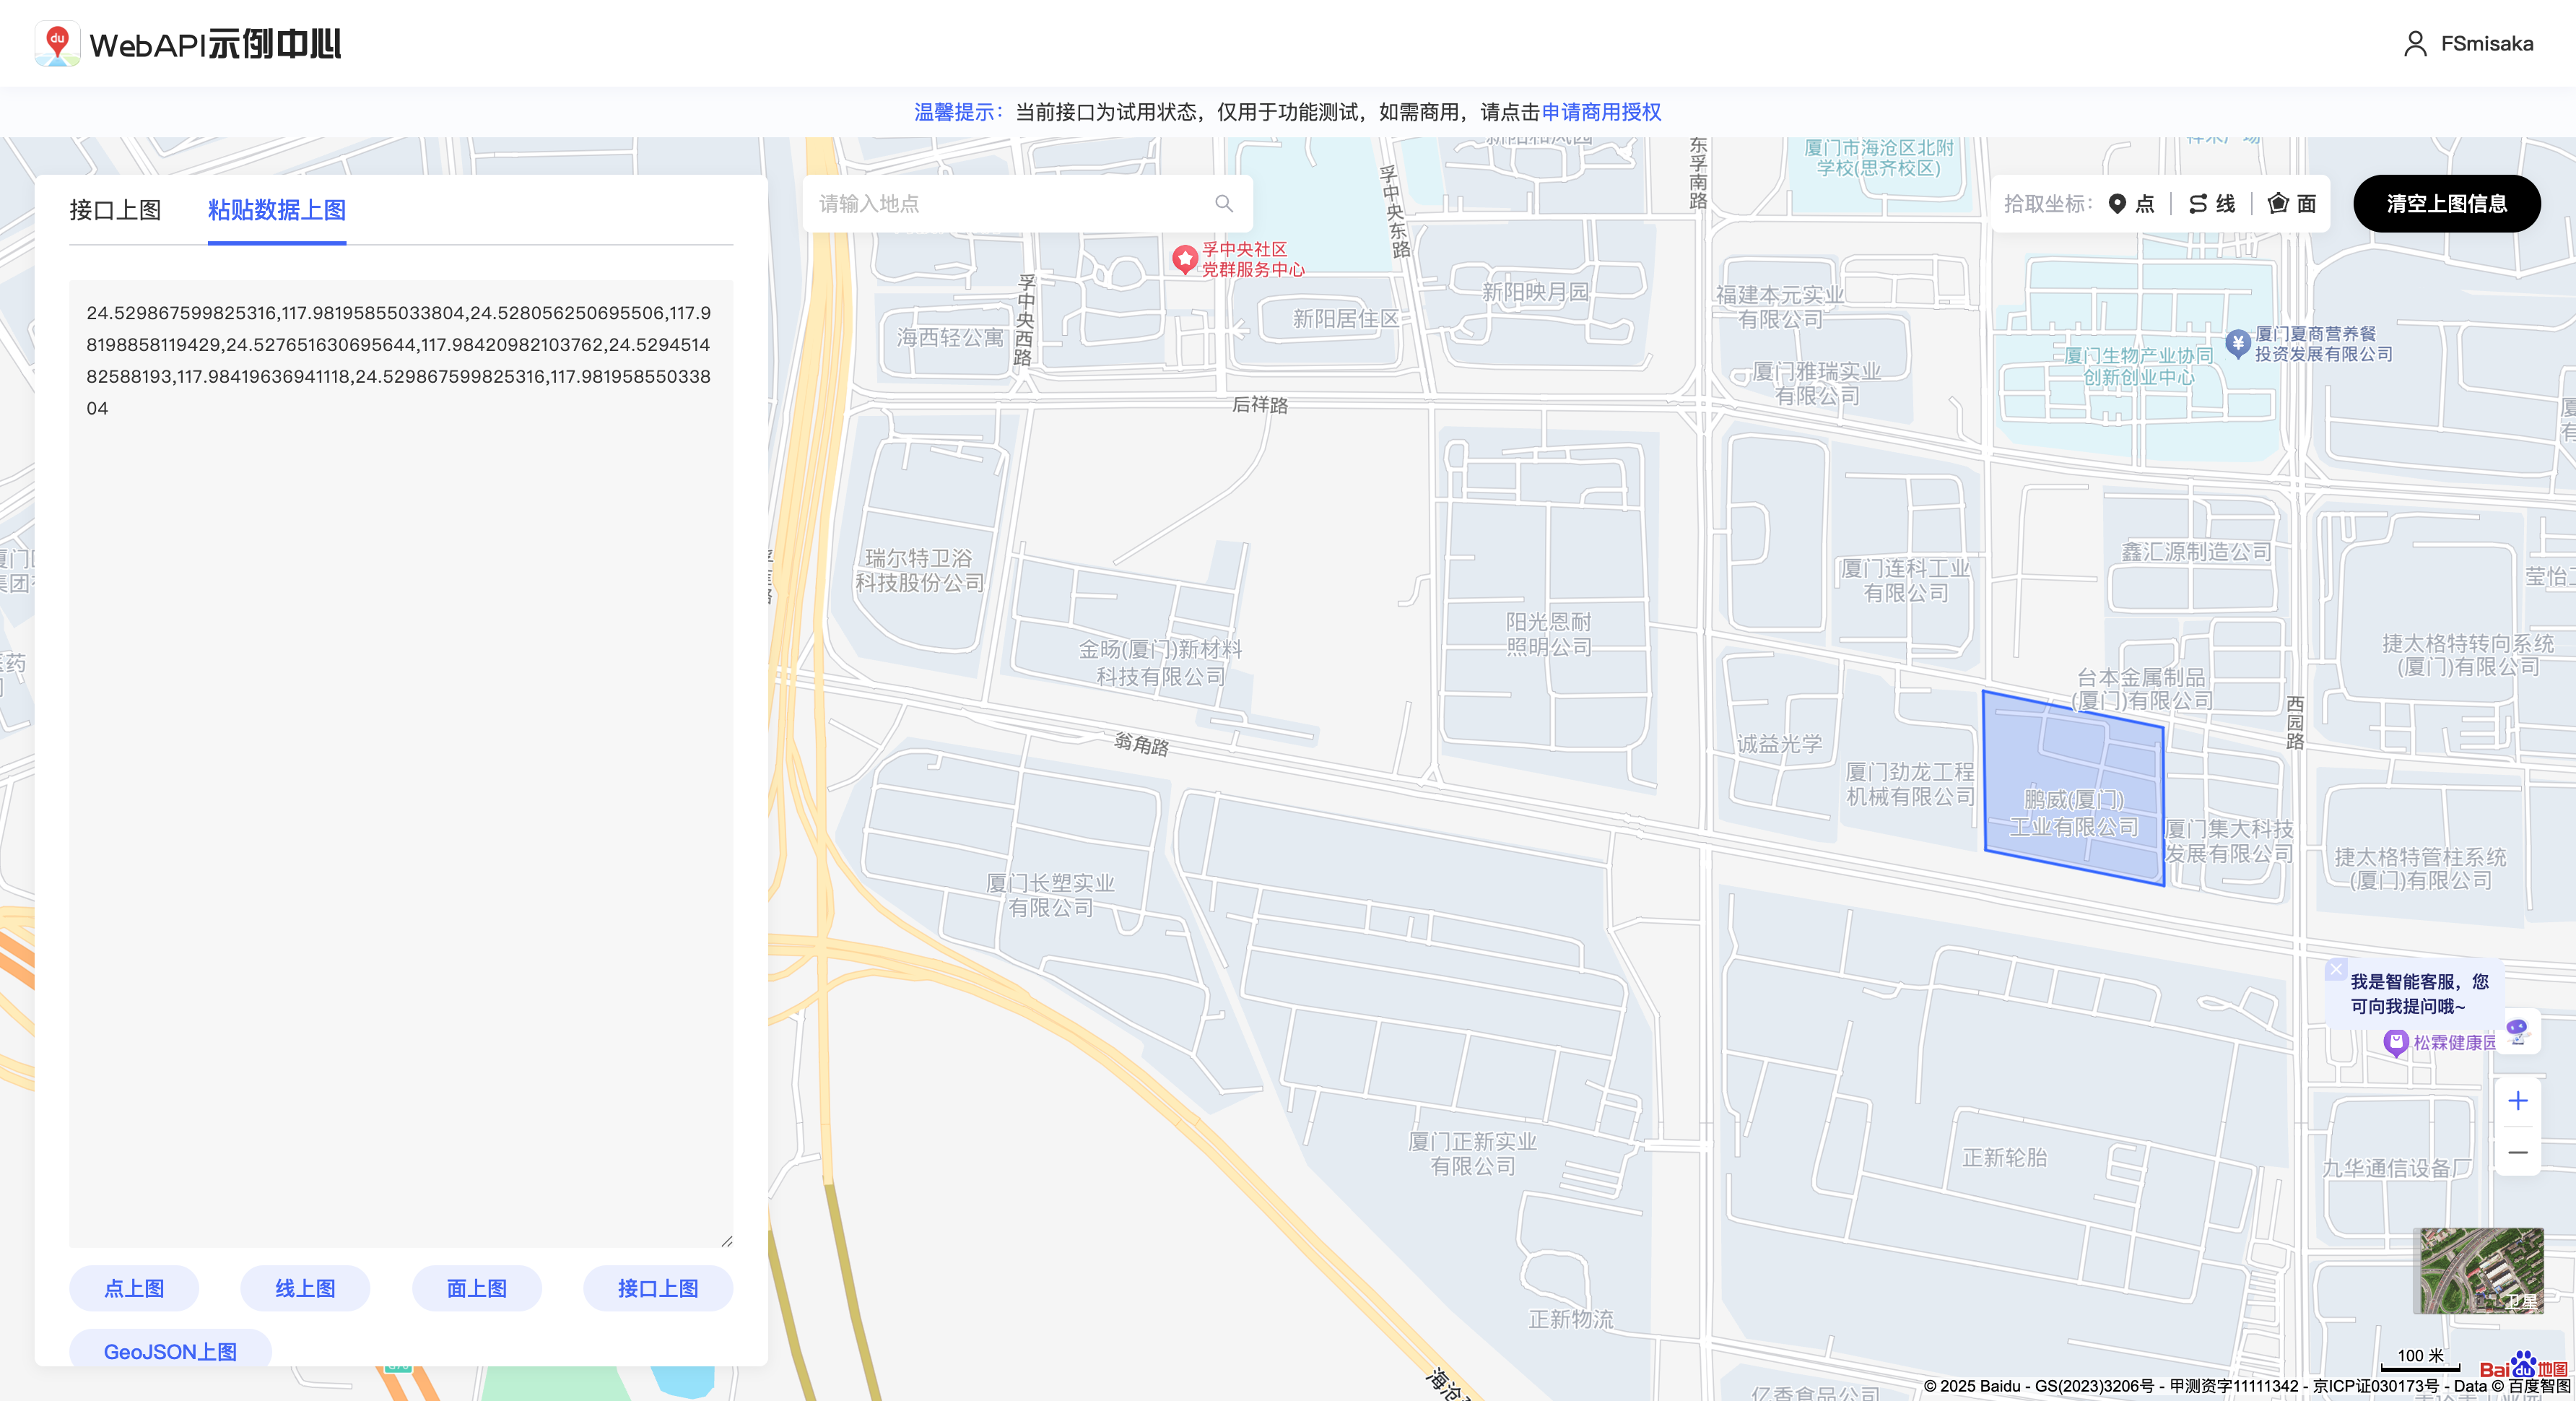 WebAPI示例中心
FSmisaka
温馨提示：当前接口为试用状态，仅用于功能测试，如需商用，请点击申请商用授权
接口上图
粘贴数据上图
24.529867599825316,117.98195855033804,24.528056250695506,117.9
8198858119429,24.527651630695644,117.98420982103762,24.5294514
82588193,117.98419636941118,24.529867599825316,117.981958550338
04
点上图
线上图
面上图
接口上图
GeoJSON上图
请输入地点
拾取坐标：
点
线
面
清空上图信息
厦门市海沧区北附
学校(思齐校区)
东孚南路
孚中央东路
孚中央社区
党群服务中心
孚中央西路
海西轻公寓
新阳居住区
新阳映月园
福建本元实业
有限公司
厦门雅瑞实业
有限公司
厦门夏商营养餐
投资发展有限公司
厦门生物产业协同
创新创业中心
后祥路
瑞尔特卫浴
科技股份公司
金旸(厦门)新材料
科技有限公司
阳光恩耐
照明公司
厦门连科工业
有限公司
鑫汇源制造公司
捷太格特转向系统
(厦门)有限公司
台本金属制品
(厦门)有限公司
西园路
翁角路
诚益光学
厦门劲龙工程
机械有限公司
鹏威(厦门)
工业有限公司
厦门集大科技
发展有限公司
捷太格特管柱系统
(厦门)有限公司
厦门长塑实业
有限公司
我是智能客服，您
可向我提问哦~
松霖健康园
厦门正新实业
有限公司
正新轮胎
九华通信设备厂
正新物流
卫星
100 米
Bai du 地图
亿香食品公司
© 2025 Baidu - GS(2023)3206号 - 甲测资字11111342 - 京ICP证030173号 - Data © 百度智图